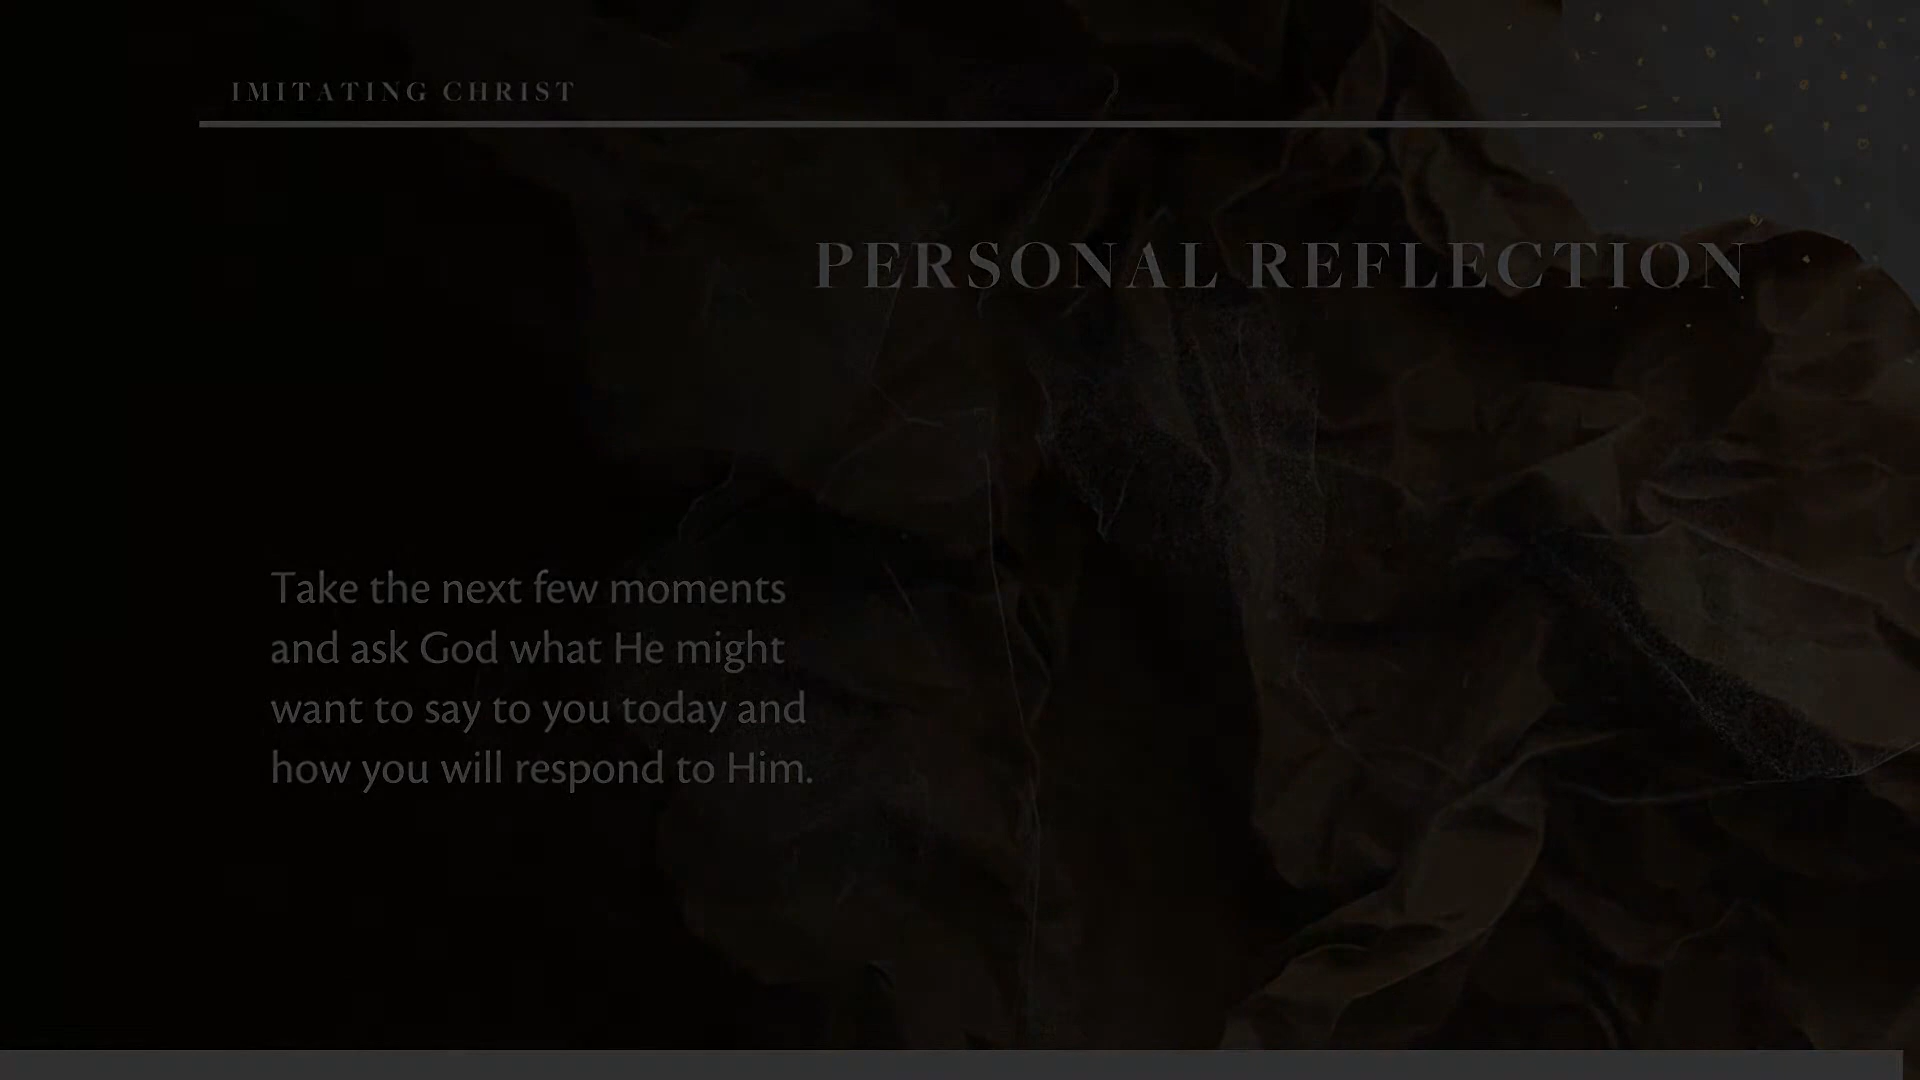 IMITATING CHRIST
PERSONAL REFLECTION
Take the next few moments
and ask God what He might
want to say to you today and
how you will respond to Him.